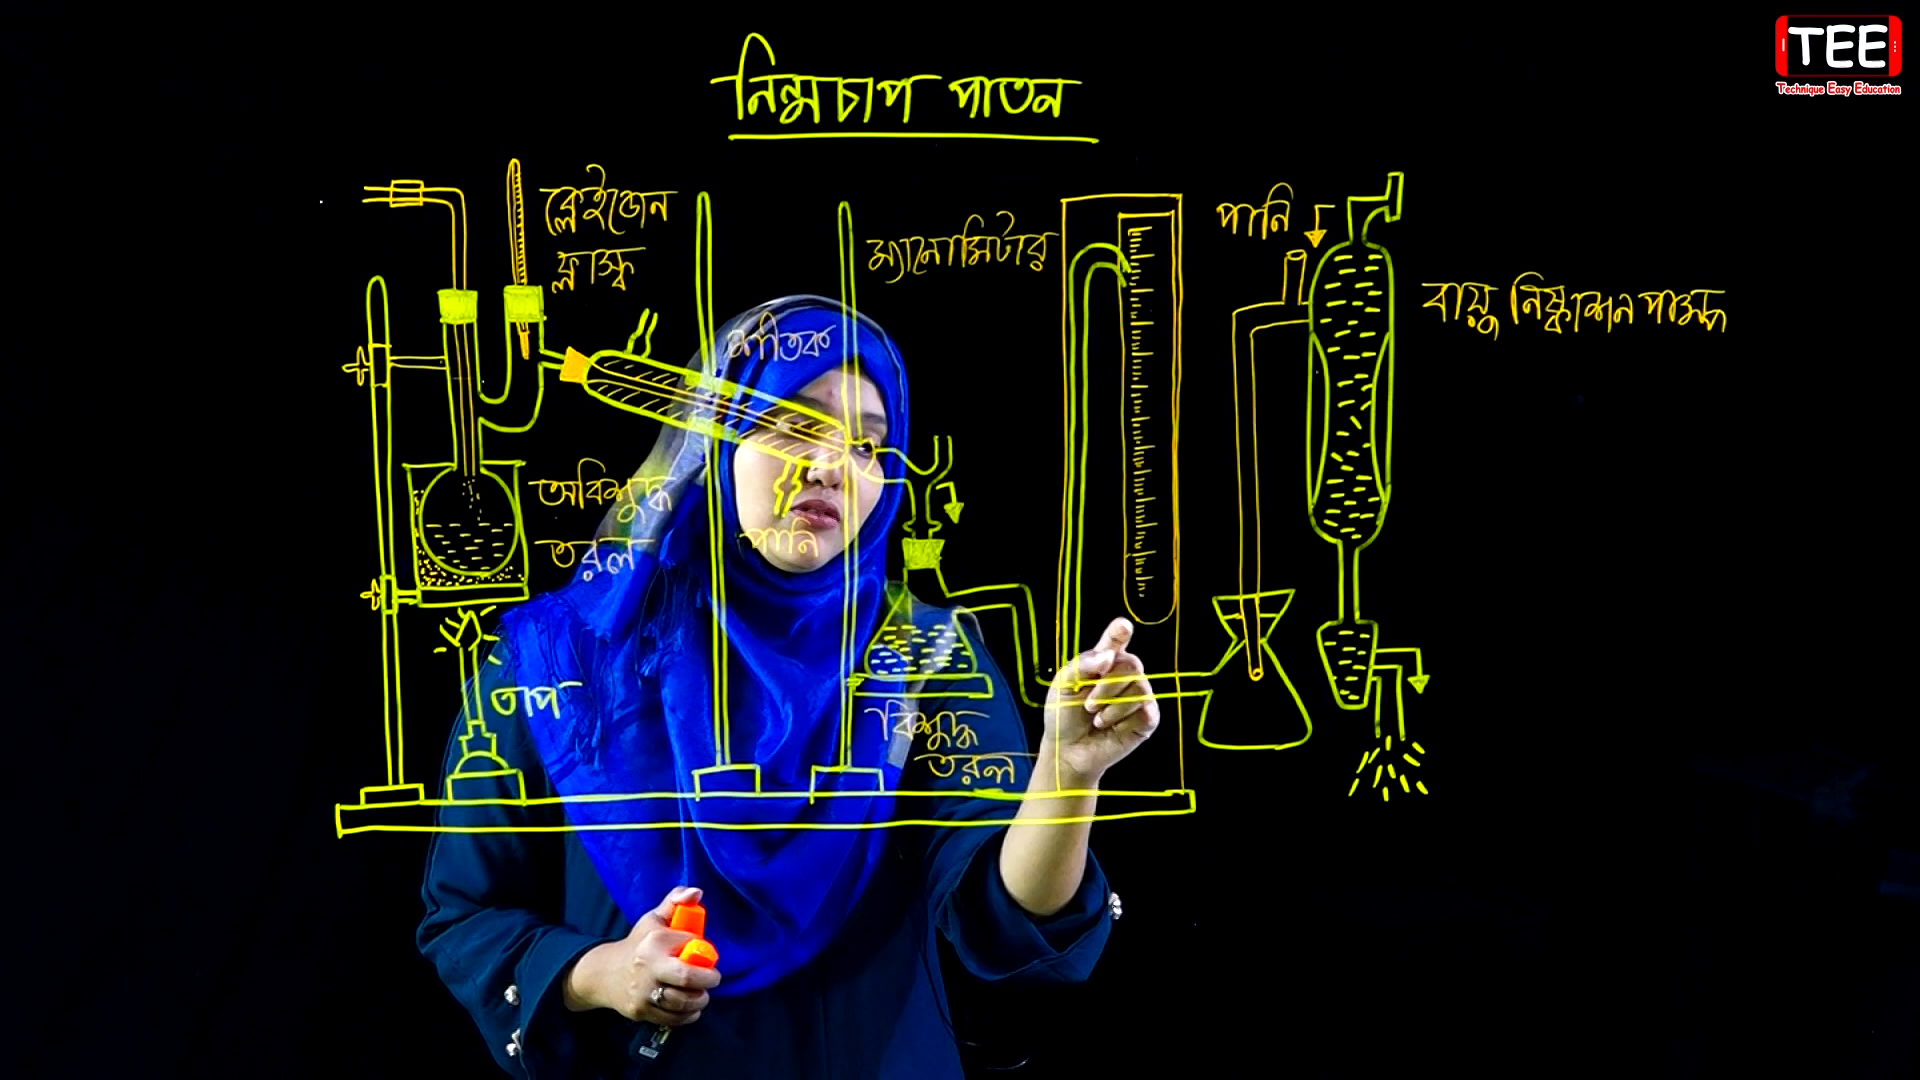 নিম্নচাপ পাতন
TEE
Technique Easy Education
ক্লেইজেন
ফ্লাস্ক
ম্যানোমিটার
পানি
বায়ু নিষ্কাশন পাম্প
শীতক
অবিশুদ্ধ
তরল
পানি
তাপ
বিশুদ্ধ
তরল